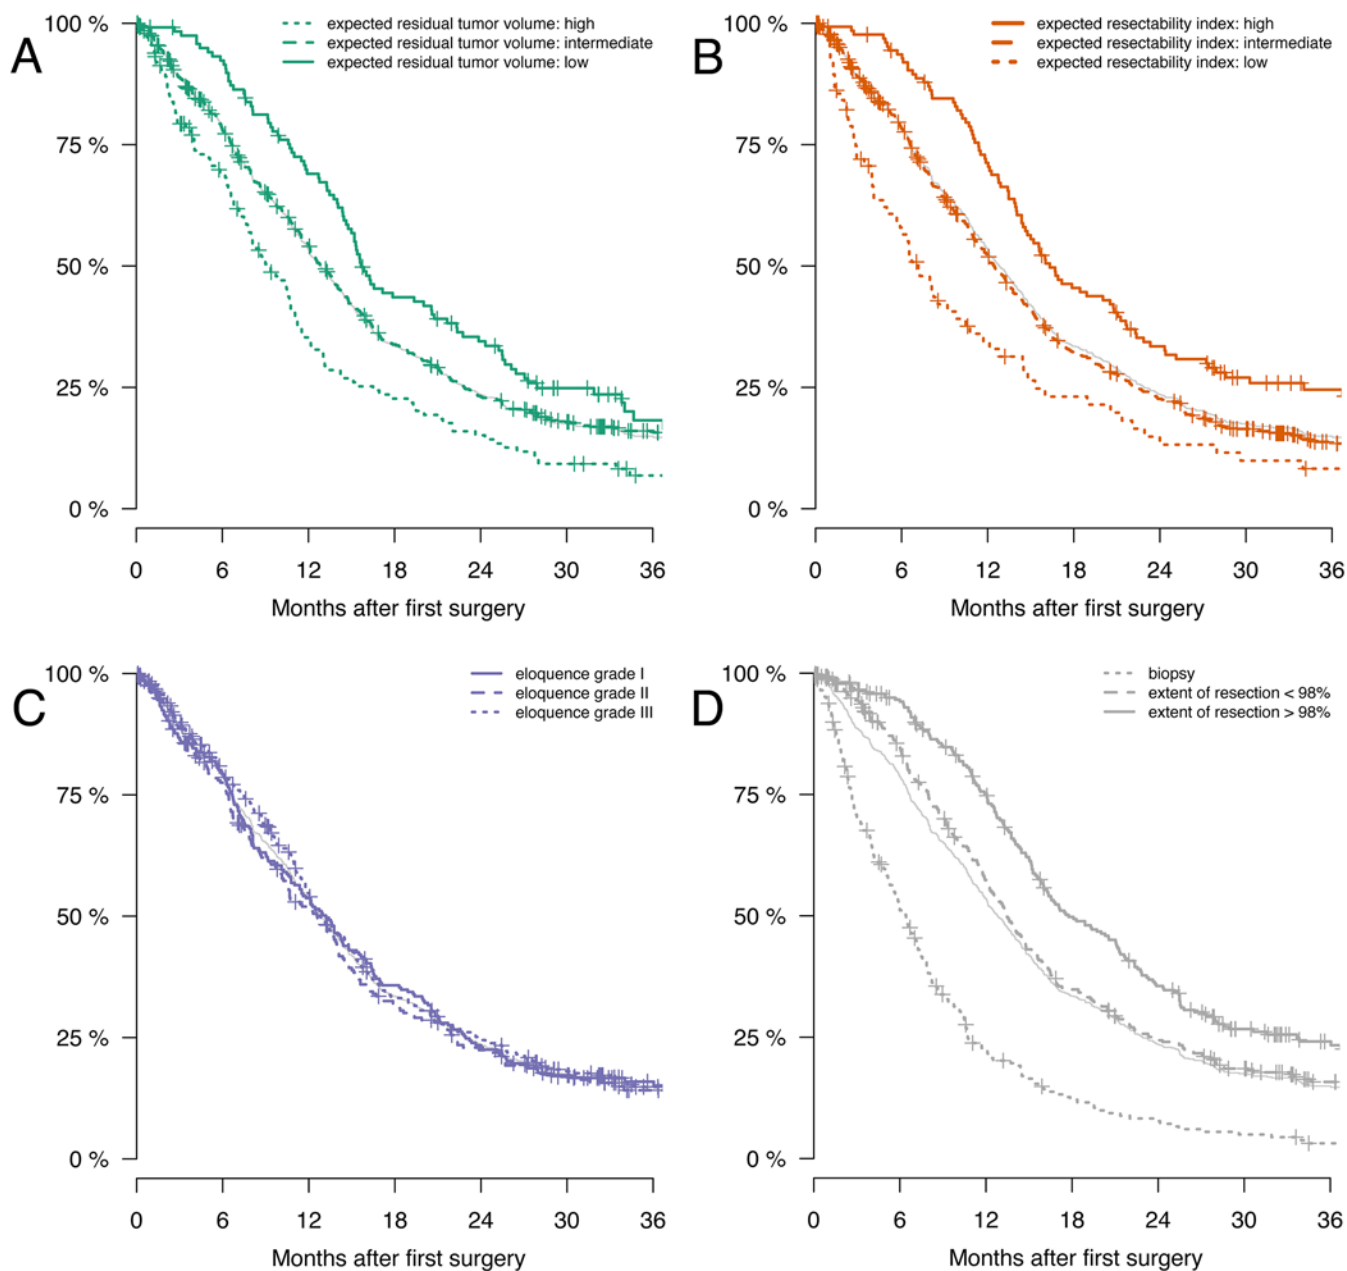 A
100 %
75 %
50 %
25 %
0 %
expected residual tumor volume: high
expected residual tumor volume: intermediate
expected residual tumor volume: low
0 6 12 18 24 30 36
Months after first surgery
B
100 %
75 %
50 %
25 %
0 %
expected resectability index: high
expected resectability index: intermediate
expected resectability index: low
0 6 12 18 24 30 36
Months after first surgery
C
100 %
75 %
50 %
25 %
0 %
eloquence grade I
eloquence grade II
eloquence grade III
0 6 12 18 24 30 36
Months after first surgery
D
100 %
75 %
50 %
25 %
0 %
biopsy
extent of resection < 98%
extent of resection > 98%
0 6 12 18 24 30 36
Months after first surgery